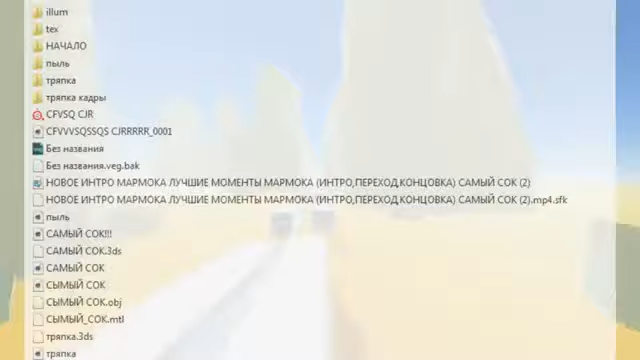 illum
tex
НАЧАЛО
пыль
тряпка
тряпка кадры
CFVSQ CJR
CFVVVSQSSQS CJRRRRR_0001
Без названия
Без названия.veg.bak
НОВОЕ ИНТРО МАРМОКА ЛУЧШИЕ МОМЕНТЫ МАРМОКА (ИНТРО,ПЕРЕХОД,КОНЦОВКА) САМЫЙ СОК (2)
НОВОЕ ИНТРО МАРМОКА ЛУЧШИЕ МОМЕНТЫ МАРМОКА (ИНТРО,ПЕРЕХОД,КОНЦОВКА) САМЫЙ СОК (2).mp4.sfk
пыль
САМЫЙ СОК!!!
САМЫЙ СОК.3ds
САМЫЙ СОК
СЫМЫЙ СОК
СЫМЫЙ СОК.obj
СЫМЫЙ_СОК.mtl
тряпка.3ds
тряпка